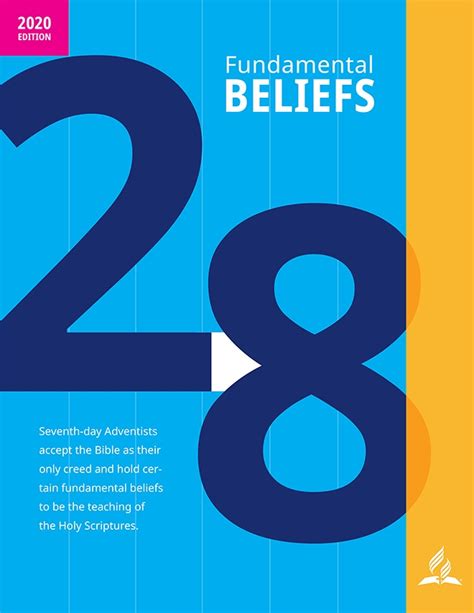 2020
EDITION
Fundamental
BELIEFS
28
Seventh-day Adventists
accept the Bible as their
only creed and hold cer-
tain fundamental beliefs
to be the teaching of
the Holy Scriptures.